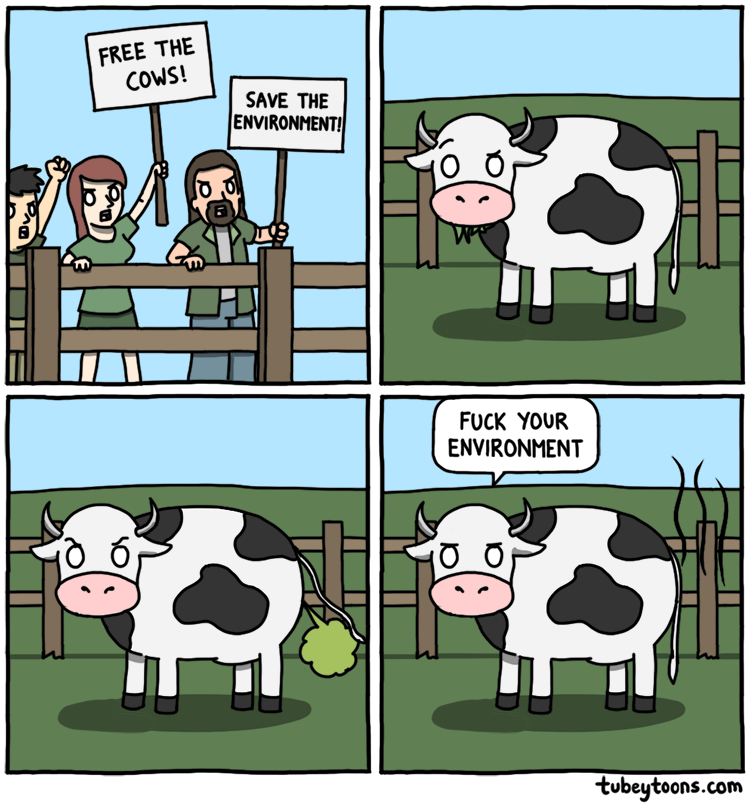 FREE THE
COWS!
SAVE THE
ENVIRONMENT!
FUCK YOUR
ENVIRONMENT
tubeytoons.com